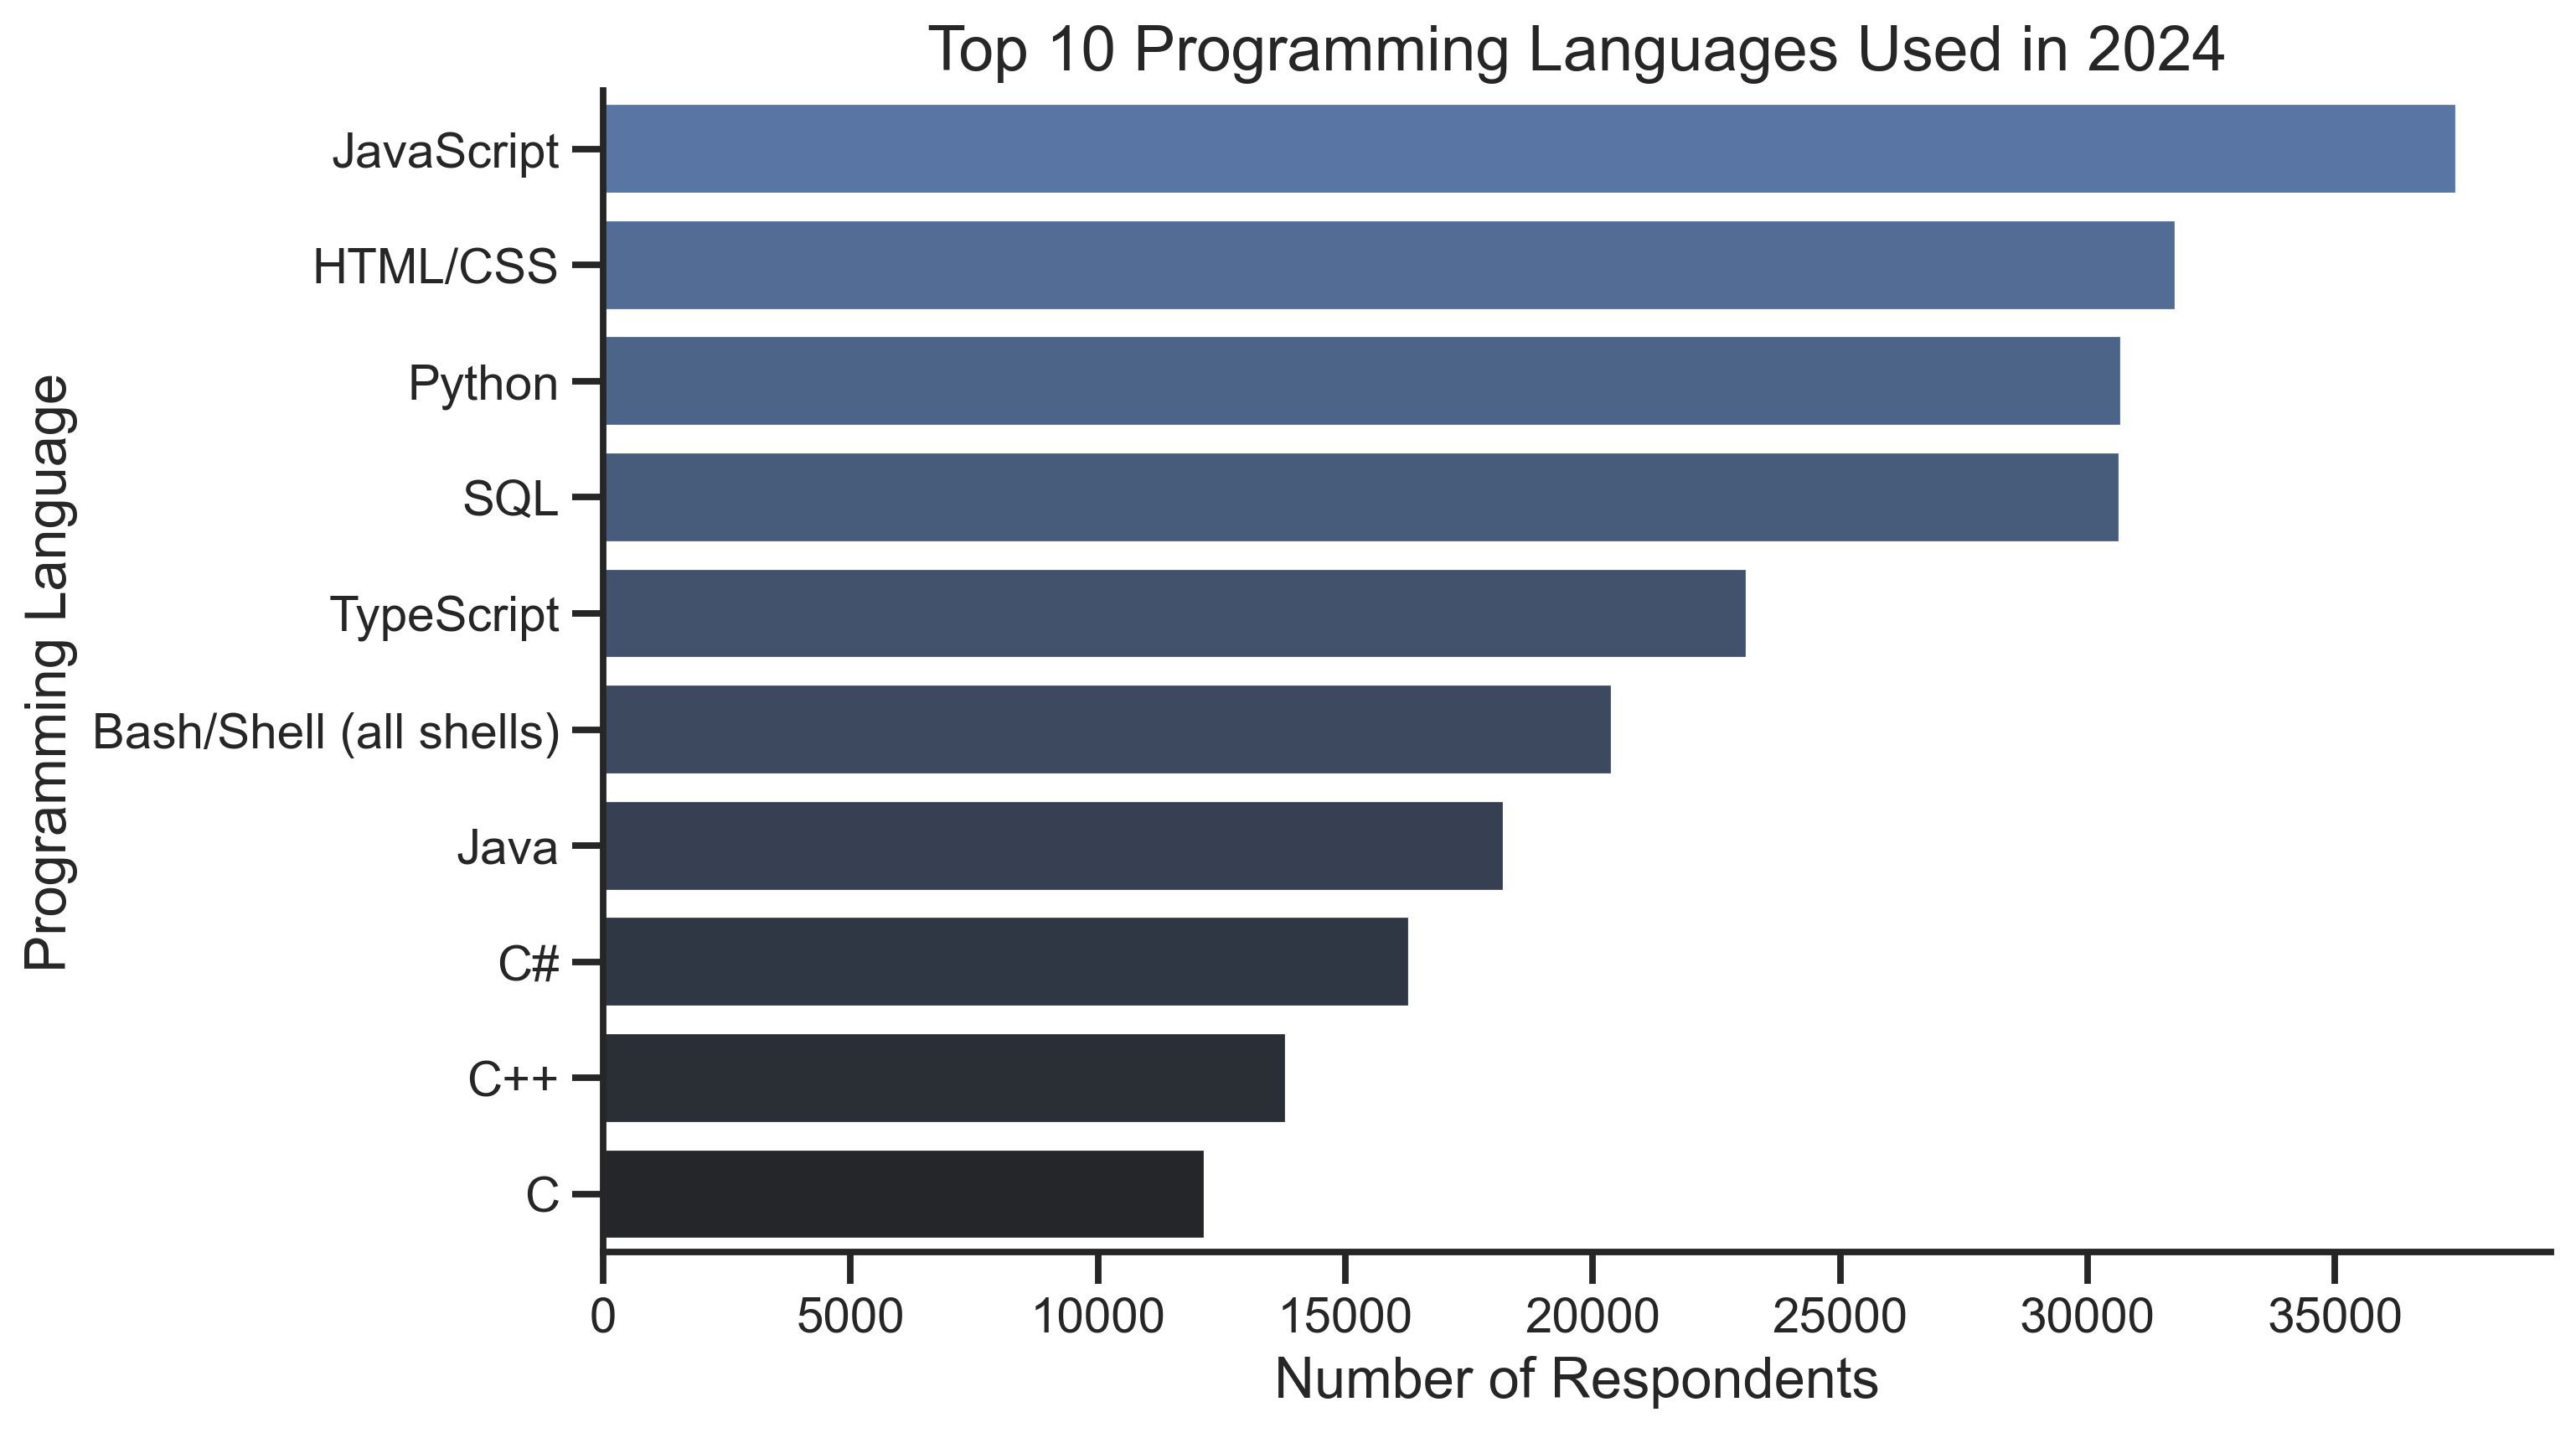 Top 10 Programming Languages Used in 2024
Programming Language
JavaScript
HTML/CSS
Python
SQL
TypeScript
Bash/Shell (all shells)
Java
C#
C++
C
0 5000 10000 15000 20000 25000 30000 35000
Number of Respondents